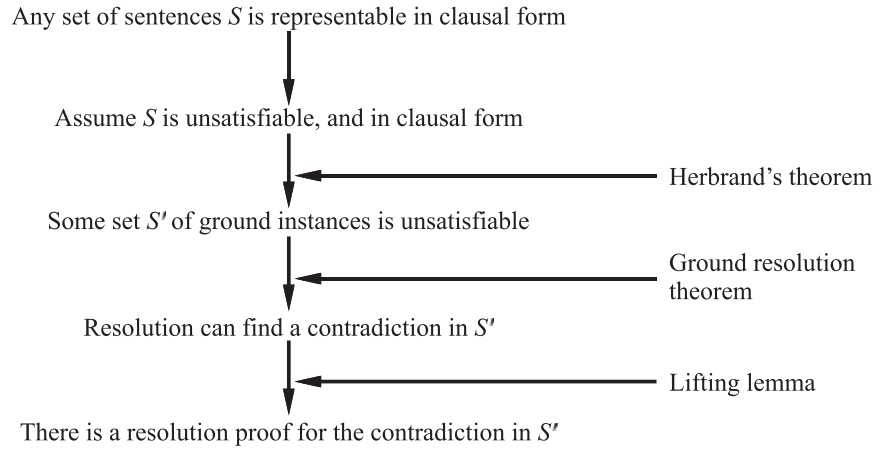 Any set of sentences S is representable in clausal form
Assume S is unsatisfiable, and in clausal form
Herbrand’s theorem
Some set S′ of ground instances is unsatisfiable
Ground resolution
theorem
Resolution can find a contradiction in S′
Lifting lemma
There is a resolution proof for the contradiction in S′